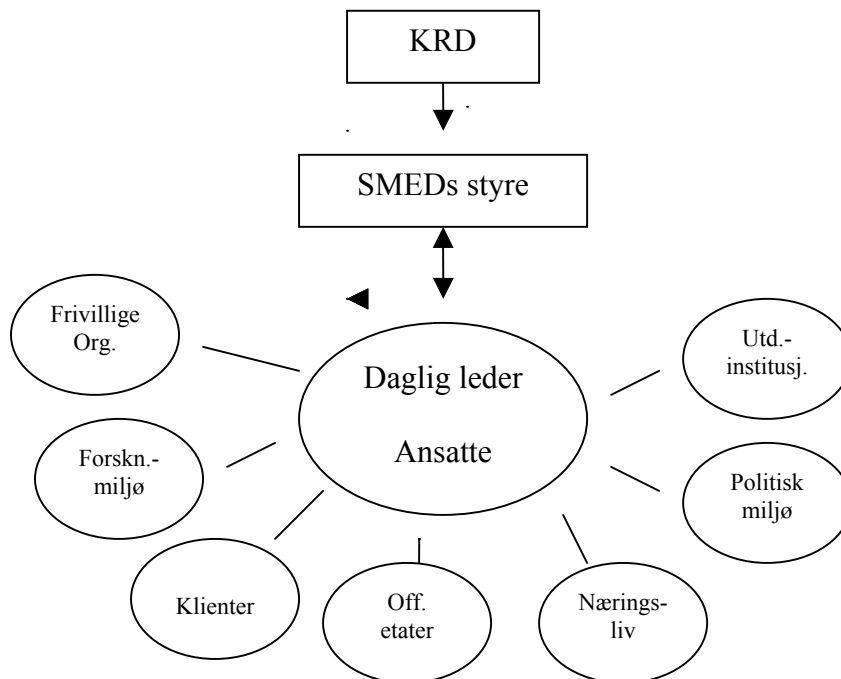 KRD
SMEDs styre
Frivillige
Org.
Daglig leder
Ansatte
Utd.-
institusj.
Forskn.-
miljø
Politisk
miljø
Klienter
Off.
etater
Nærings-
liv